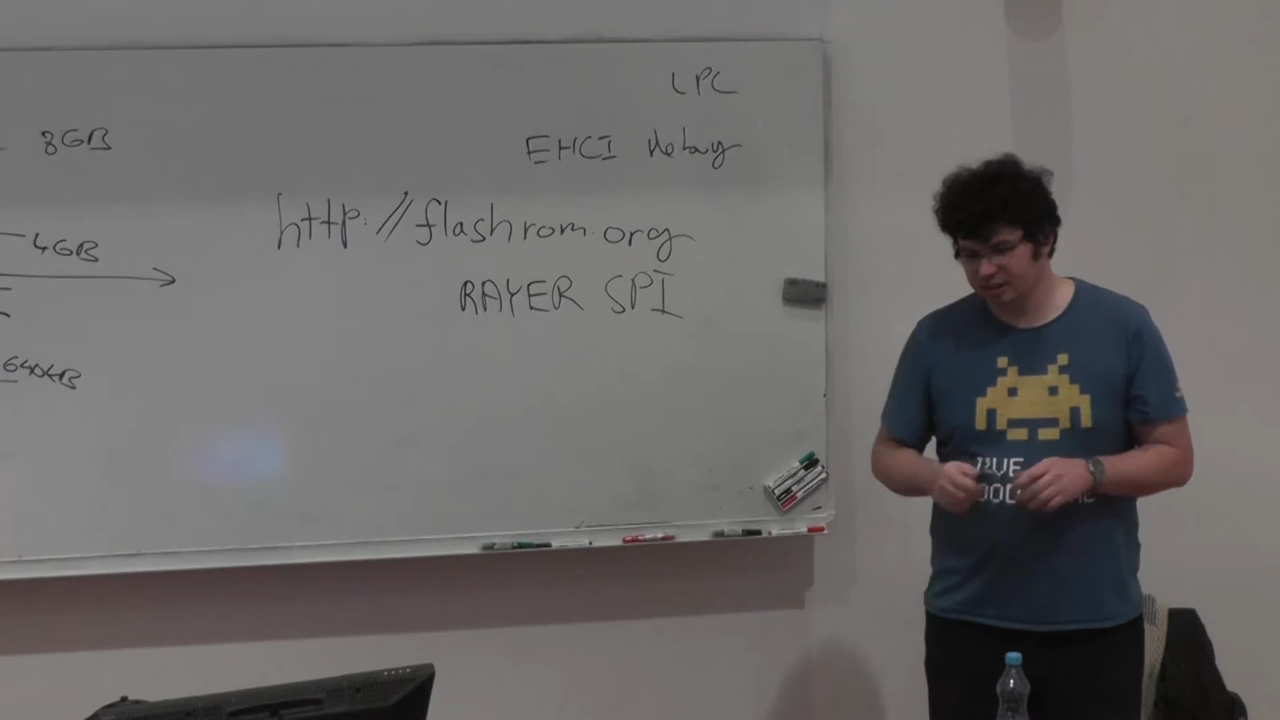 LPC
8GB
EHCI debug
http://flashrom.org
4GB
RAYER SPI
640kB